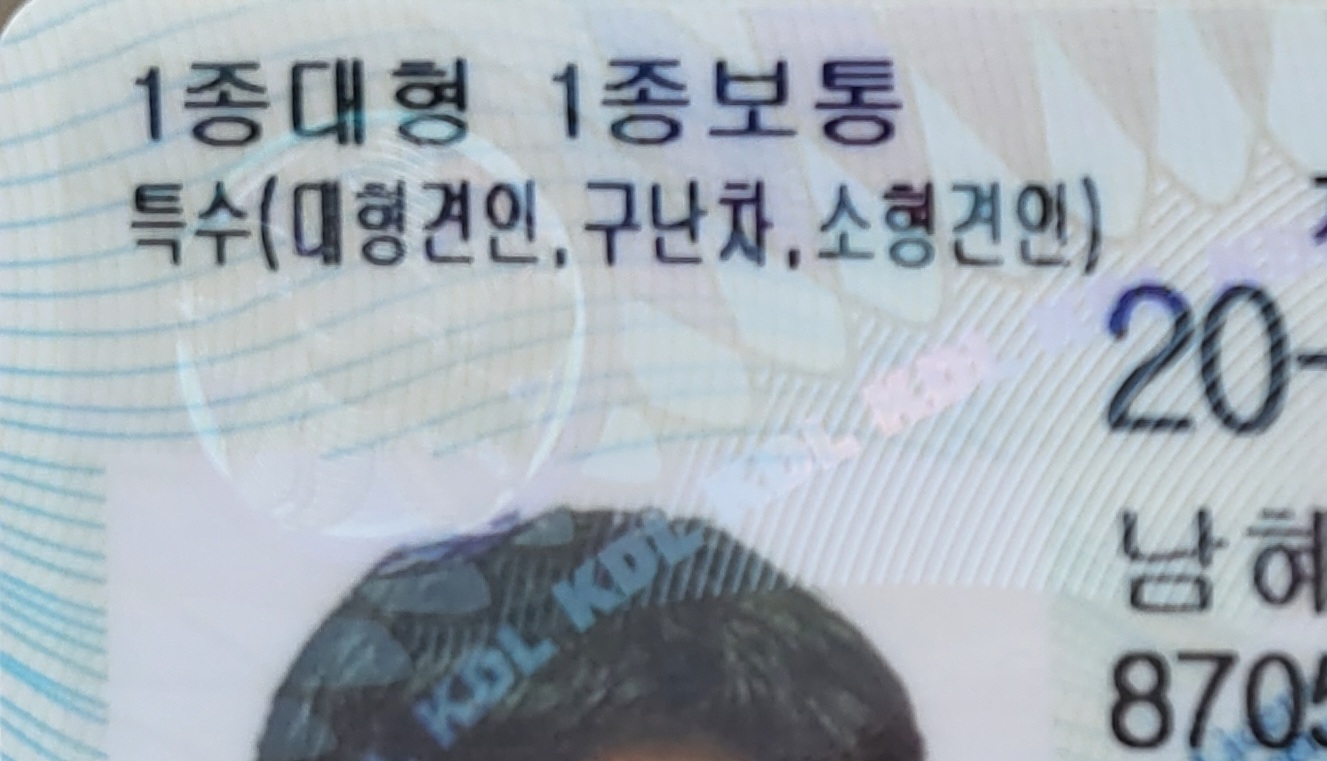 1종대형 1종보통
특수(대형견인,구난차,소형견인)
20-
남혜
8705
KDL KDL KDL